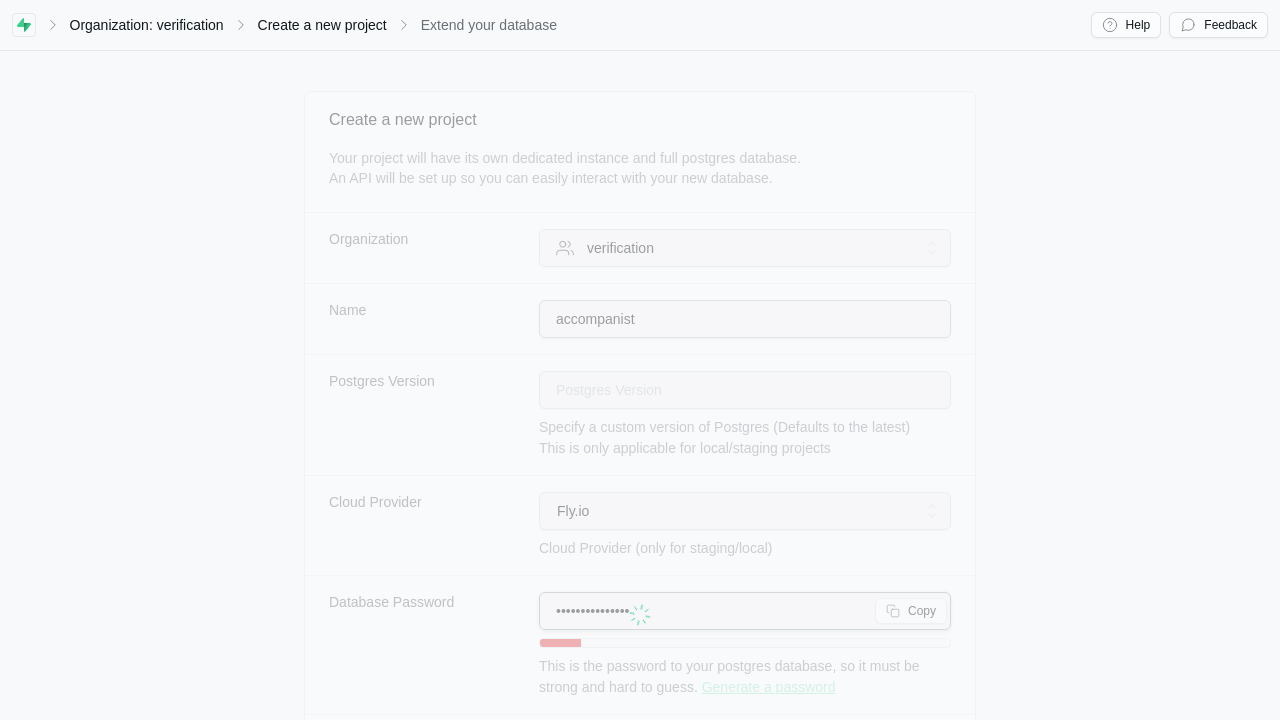 Organization: verification
Create a new project
Extend your database
Help
Feedback
Create a new project
Your project will have its own dedicated instance and full postgres database.
An API will be set up so you can easily interact with your new database.
Organization
verification
Name
accompanist
Postgres Version
Postgres Version
Specify a custom version of Postgres (Defaults to the latest)
This is only applicable for local/staging projects
Cloud Provider
Fly.io
Cloud Provider (only for staging/local)
Database Password
•••••••••••••••
Copy
This is the password to your postgres database, so it must be
strong and hard to guess. Generate a password